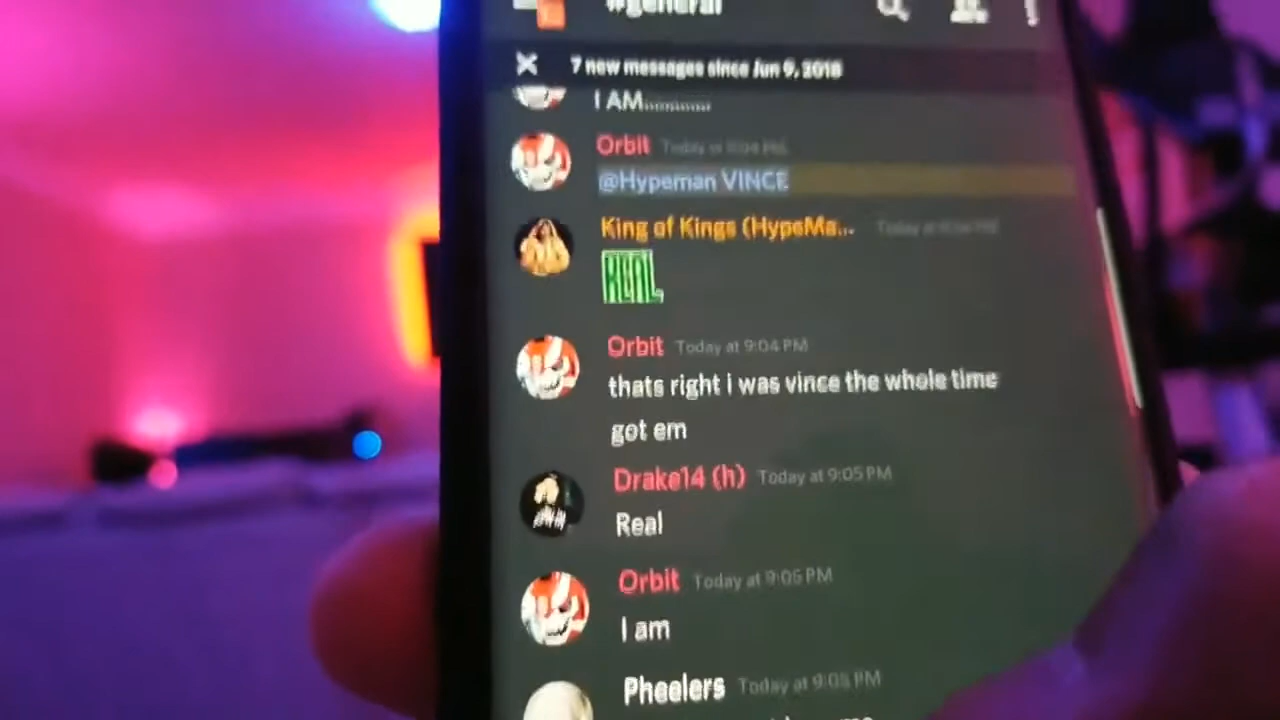 #general
7 new messages since Jun 9, 2018
I AM............
Orbit
@Hypeman VINCE
King of Kings (HypeMa...
REAL
Orbit Today at 9:04 PM
thats right i was vince the whole time
got em
Drake14 (h) Today at 9:05 PM
Real
Orbit Today at 9:05 PM
I am
Pheelers Today at 9:05 PM